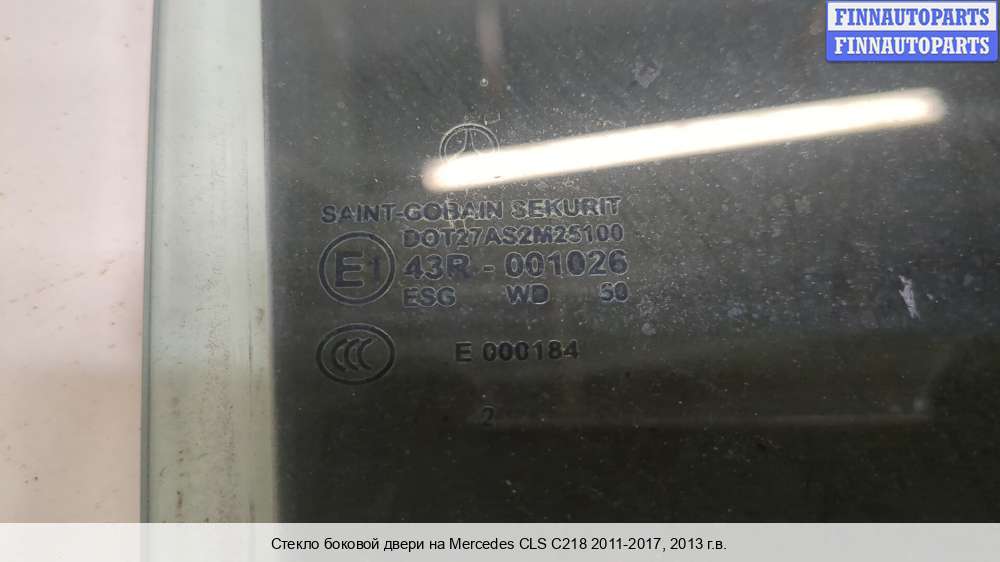 FINNAUTOPARTS
FINNAUTOPARTS
SAINT-GOBAIN SEKURIT
DOT27AS2M25100
E1 43R - 001026
ESG WD 50
CCC
E 000184
2
Стекло боковой двери на Mercedes CLS C218 2011-2017, 2013 г.в.